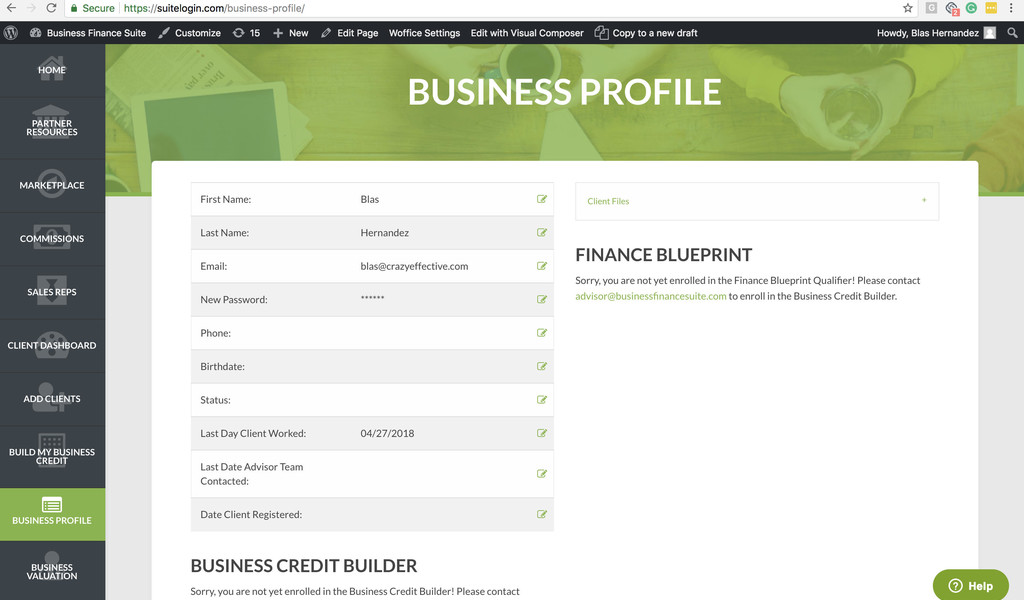 Secure https://suitelogin.com/business-profile/
Business Finance Suite Customize 15 New Edit Page Woffice Settings Edit with Visual Composer Copy to a new draft Howdy, Blas Hernandez
HOME
PARTNER
RESOURCES
MARKETPLACE
COMMISSIONS
SALES REPS
CLIENT DASHBOARD
ADD CLIENTS
BUILD MY BUSINESS
CREDIT
BUSINESS PROFILE
BUSINESS
VALUATION
BUSINESS PROFILE
First Name: Blas
Last Name: Hernandez
Email: blas@crazyeffective.com
New Password: ******
Phone:
Birthdate:
Status:
Last Day Client Worked: 04/27/2018
Last Date Advisor Team
Contacted:
Date Client Registered:
BUSINESS CREDIT BUILDER
Sorry, you are not yet enrolled in the Business Credit Builder! Please contact
Client Files +
FINANCE BLUEPRINT
Sorry, you are not yet enrolled in the Finance Blueprint Qualifier! Please contact
advisor@businessfinancesuite.com to enroll in the Business Credit Builder.
? Help